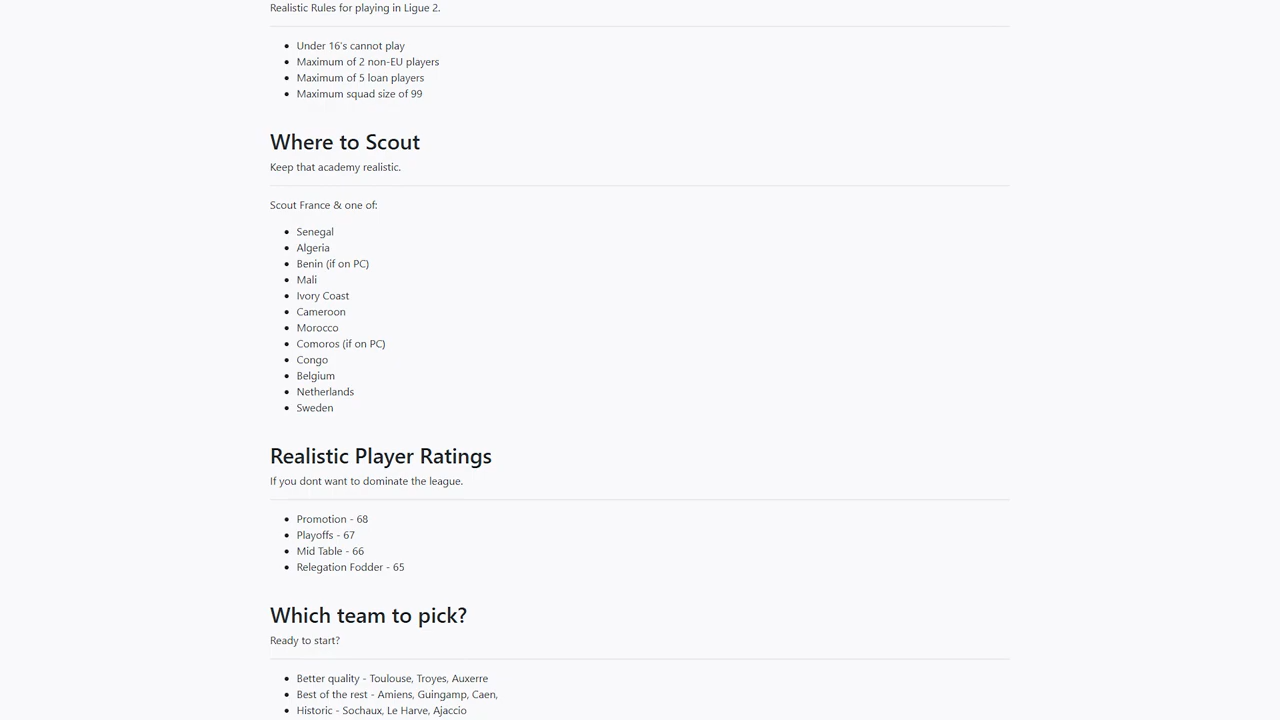 Realistic Rules for playing in Ligue 2.
Under 16's cannot play
Maximum of 2 non-EU players
Maximum of 5 loan players
Maximum squad size of 99
Where to Scout
Keep that academy realistic.
Scout France & one of:
Senegal
Algeria
Benin (if on PC)
Mali
Ivory Coast
Cameroon
Morocco
Comoros (if on PC)
Congo
Belgium
Netherlands
Sweden
Realistic Player Ratings
If you dont want to dominate the league.
Promotion - 68
Playoffs - 67
Mid Table - 66
Relegation Fodder - 65
Which team to pick?
Ready to start?
Better quality - Toulouse, Troyes, Auxerre
Best of the rest - Amiens, Guingamp, Caen,
Historic - Sochaux, Le Harve, Ajaccio